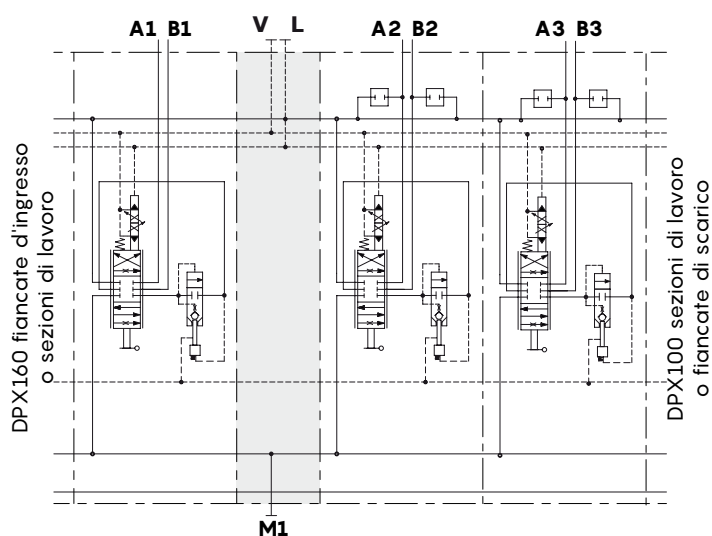 A1 B1
V L
A2 B2
A3 B3
DPX160 fiancate d'ingresso
o sezioni di lavoro
DPX100 sezioni di lavoro
o fiancate di scarico
M1